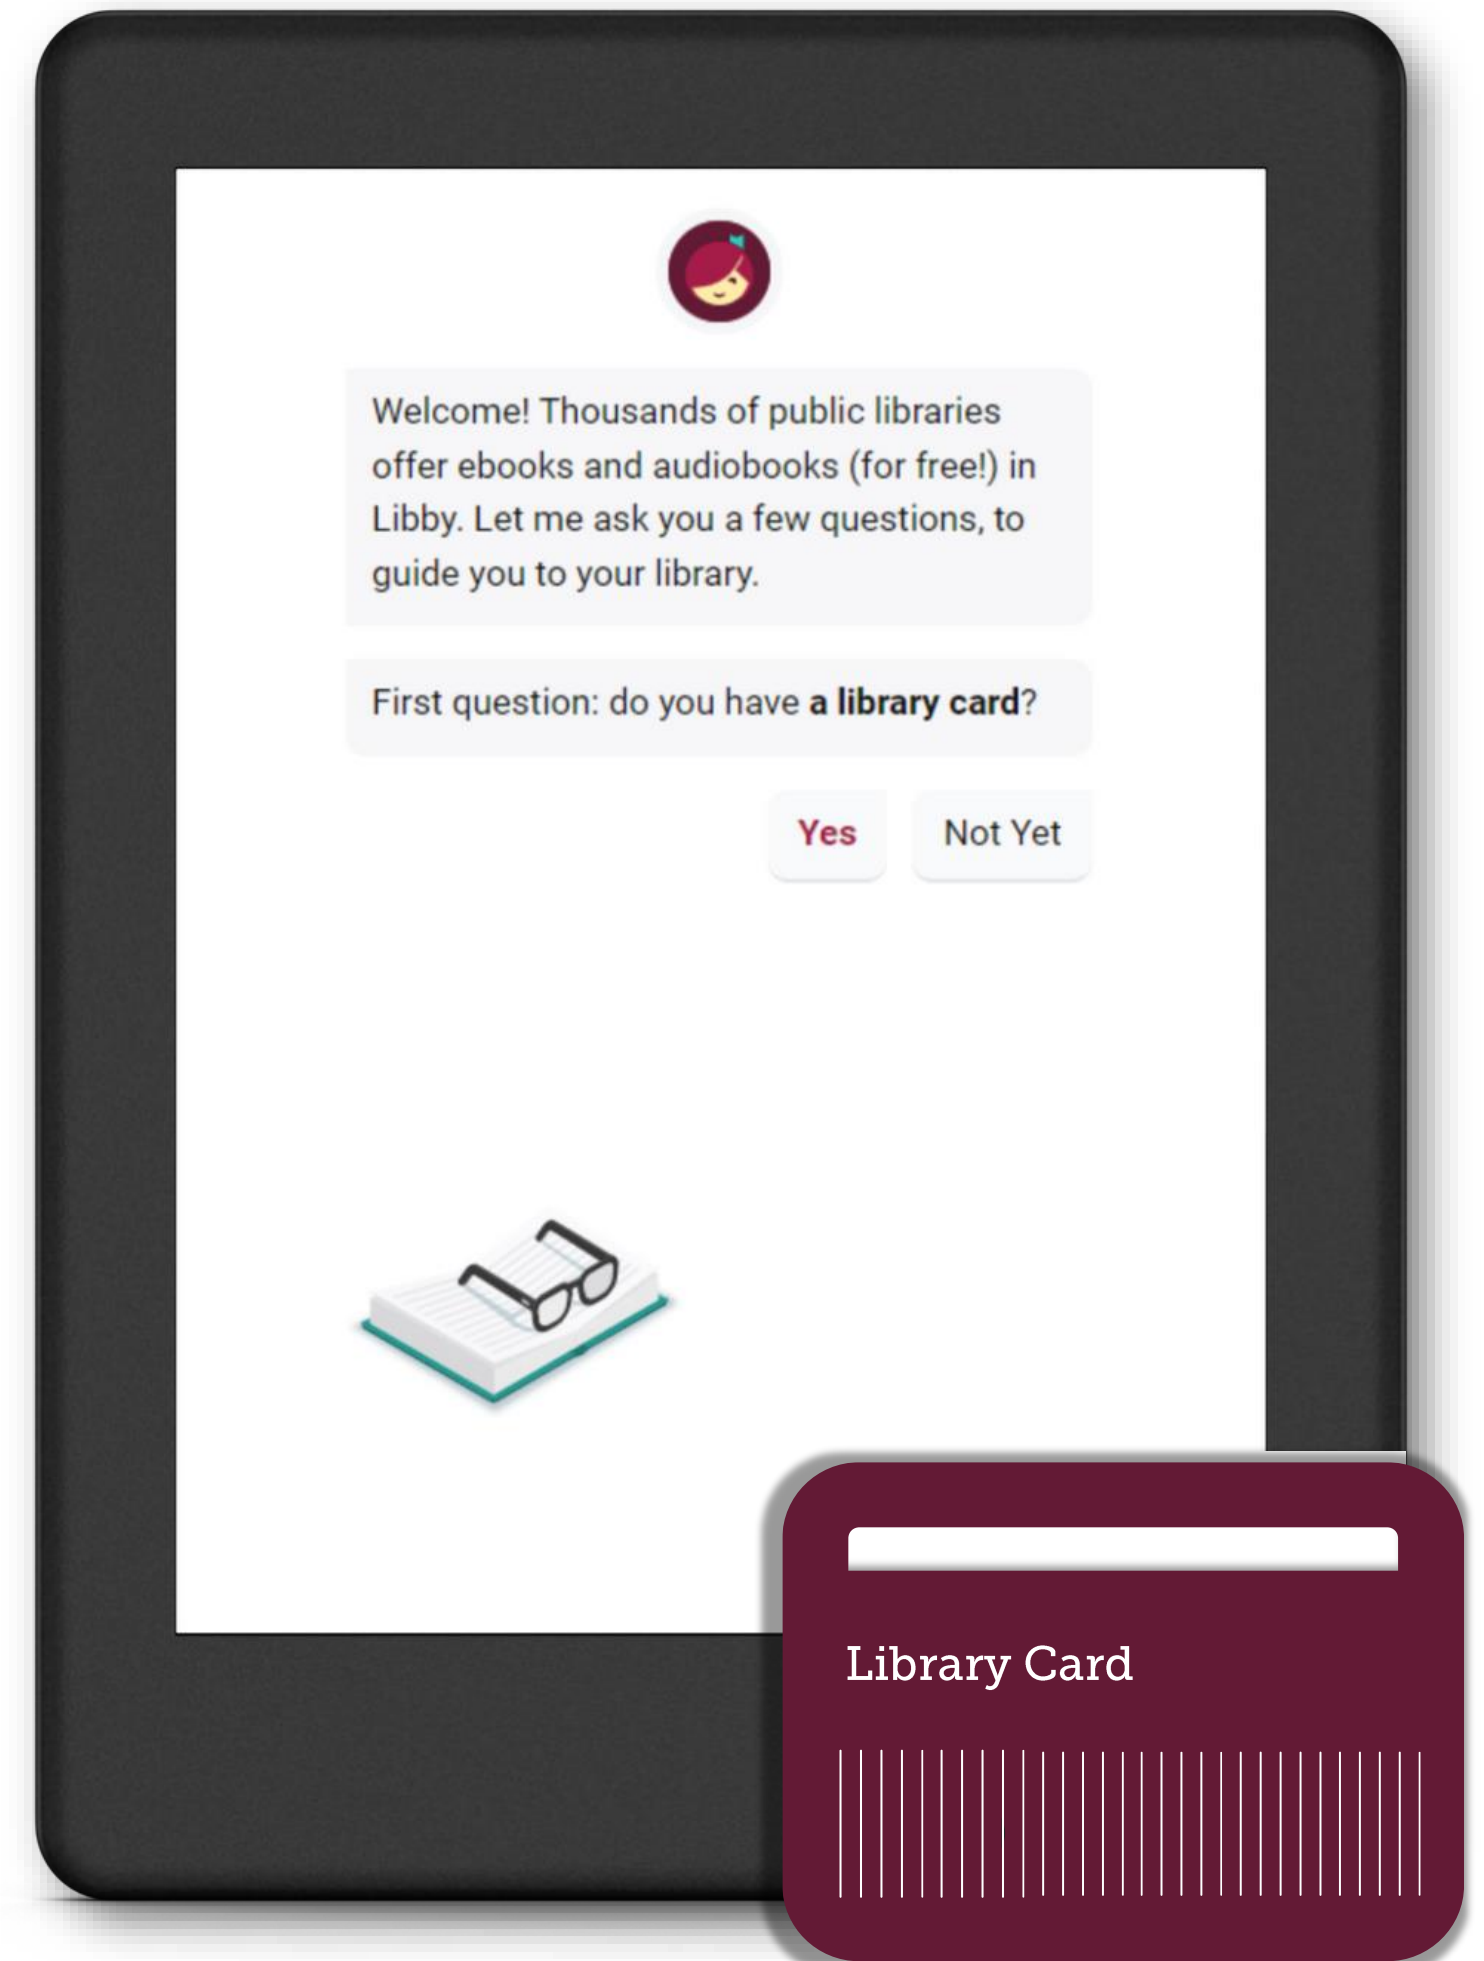 Welcome! Thousands of public libraries
offer ebooks and audiobooks (for free!) in
Libby. Let me ask you a few questions, to
guide you to your library.
First question: do you have a library card?
Yes
Not Yet
Library Card